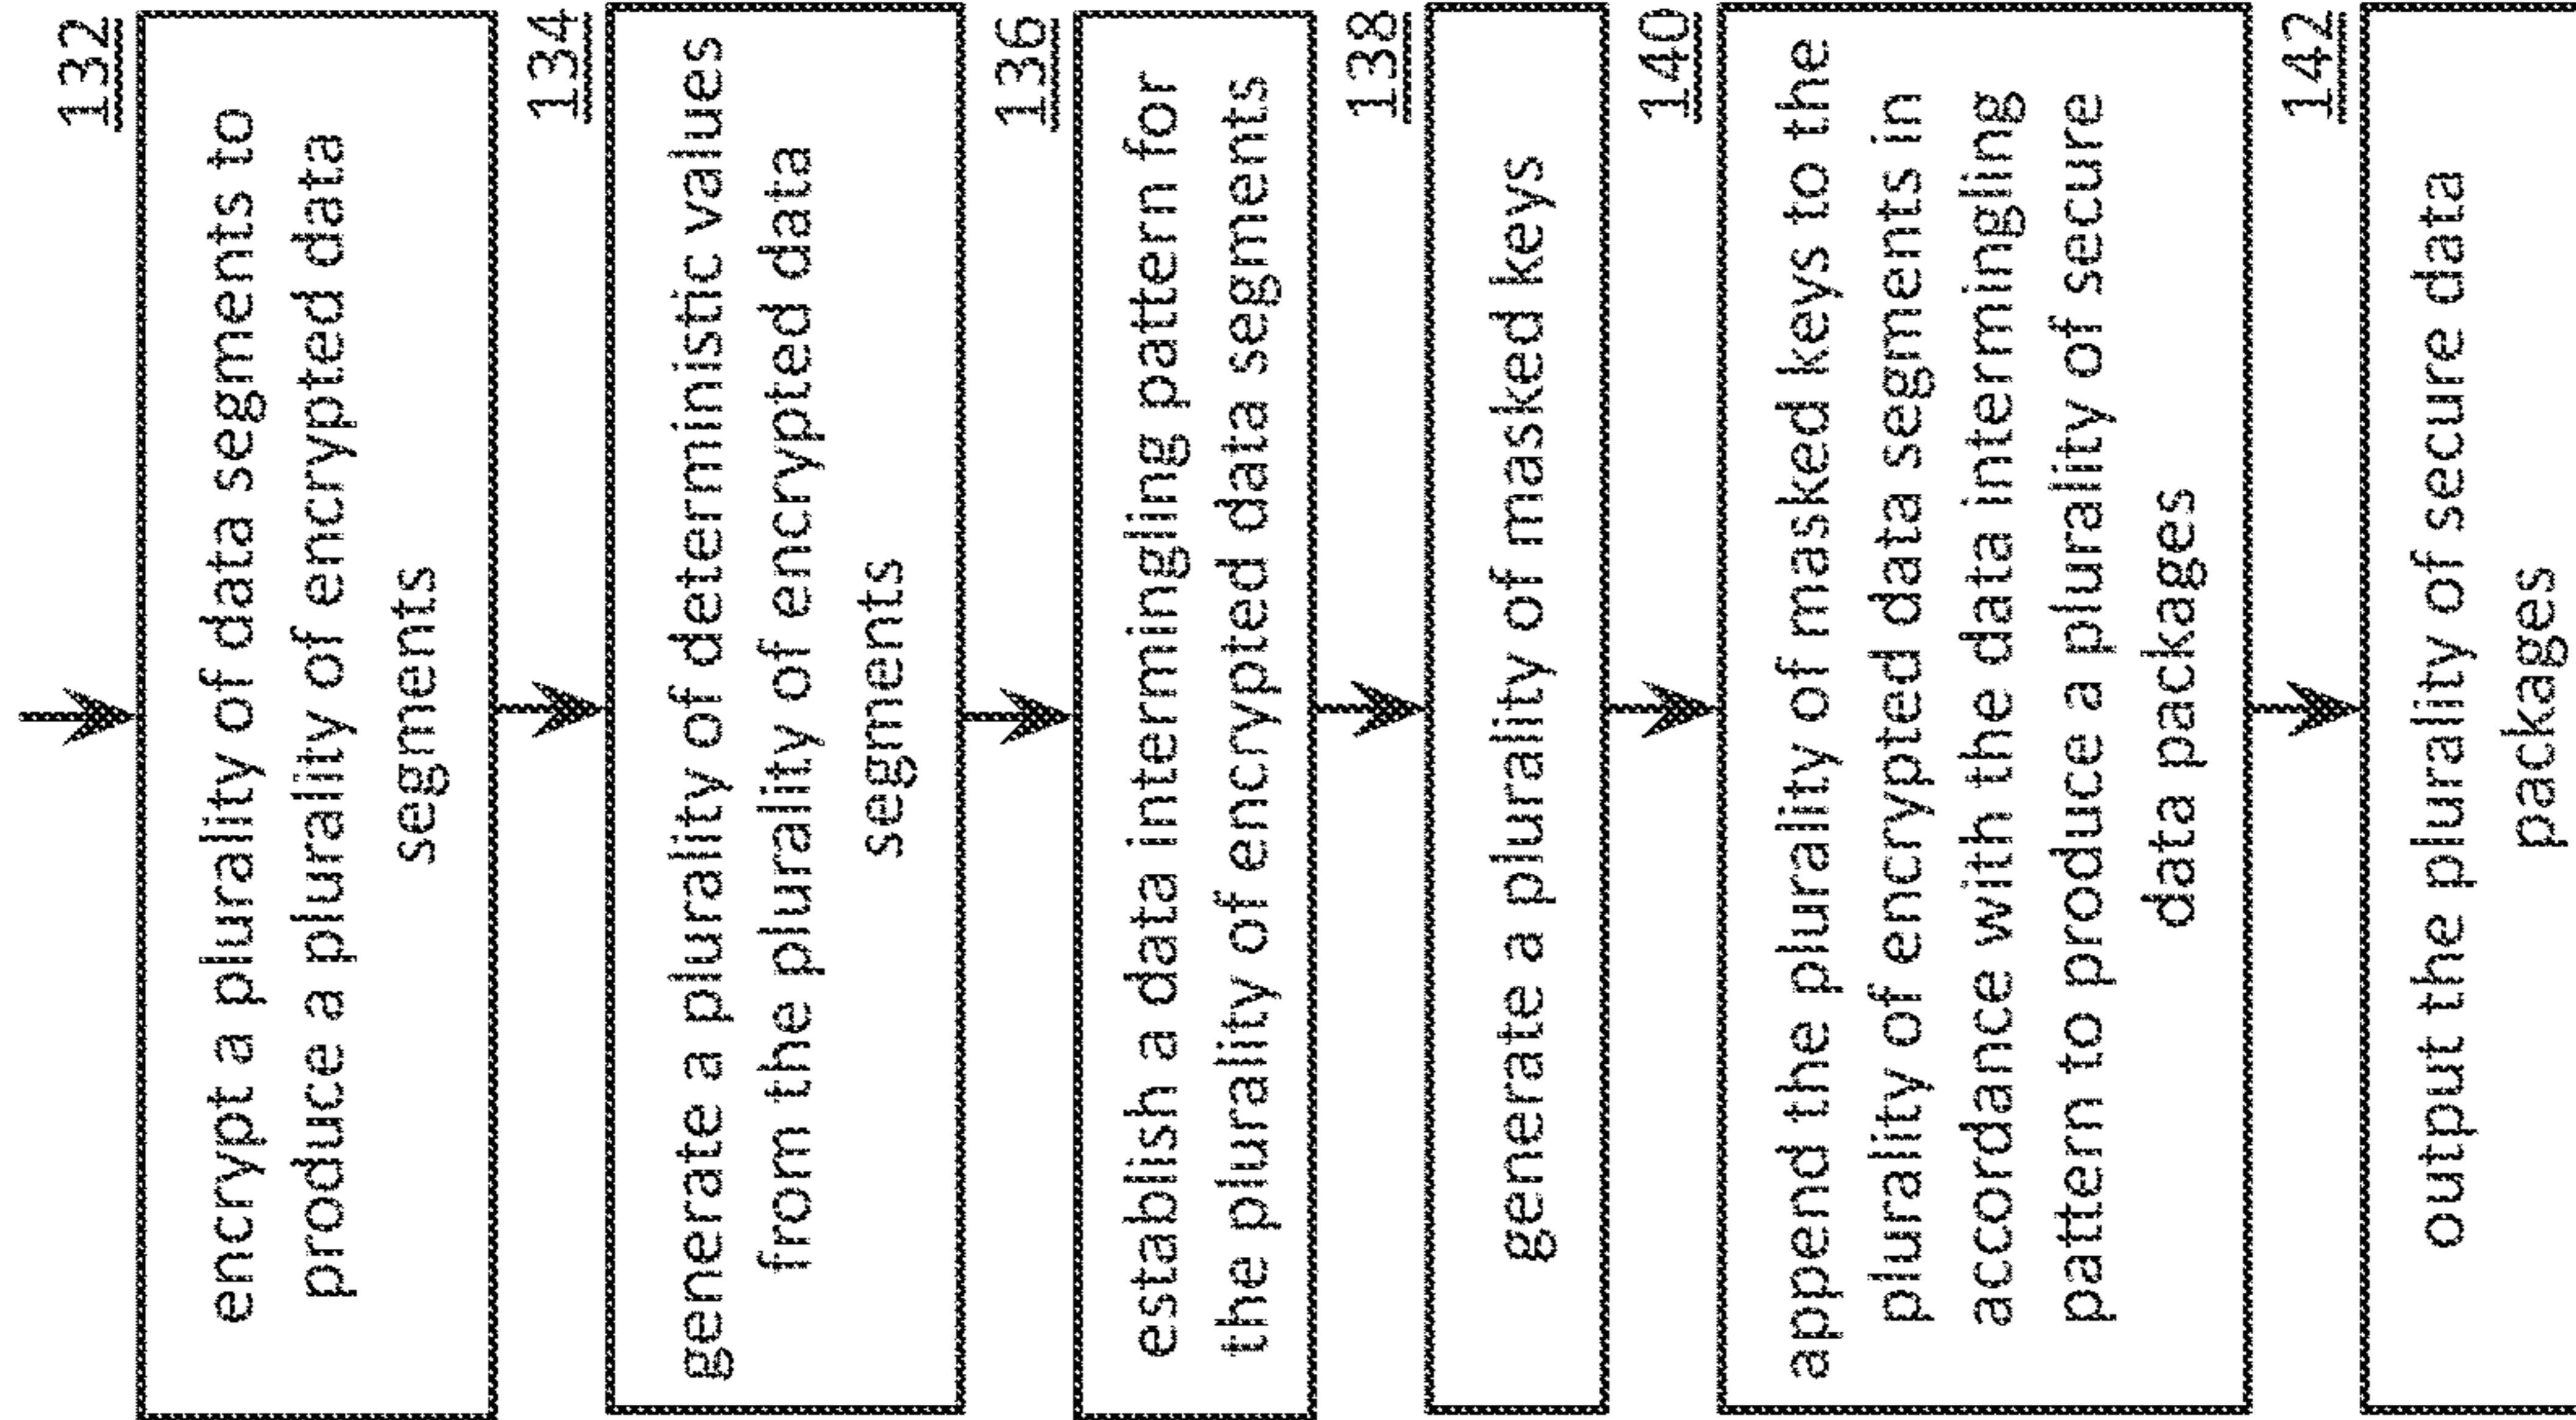 132
encrypt a plurality of data segments to
produce a plurality of encrypted data
segments
134
generate a plurality of deterministic values
from the plurality of encrypted data
segments
136
establish a data intermingling pattern for
the plurality of encrypted data segments
138
generate a plurality of masked keys
140
append the plurality of masked keys to the
plurality of encrypted data segments in
accordance with the data intermingling
pattern to produce a plurality of secure
data packages
142
output the plurality of secure data
packages